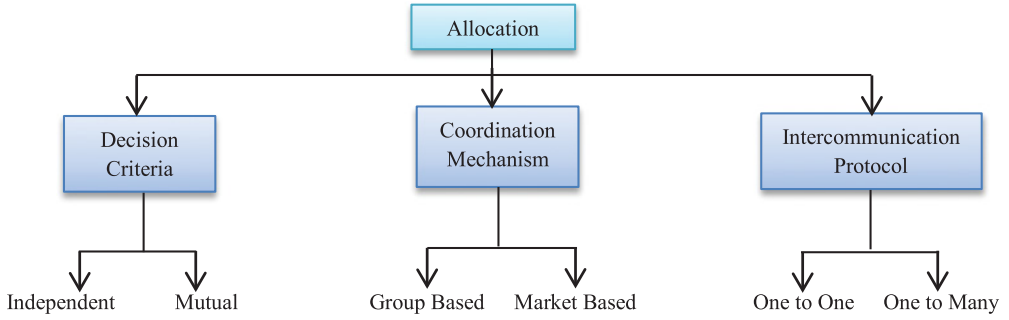 Allocation
Decision
Criteria
Coordination
Mechanism
Intercommunication
Protocol
Independent
Mutual
Group Based
Market Based
One to One
One to Many